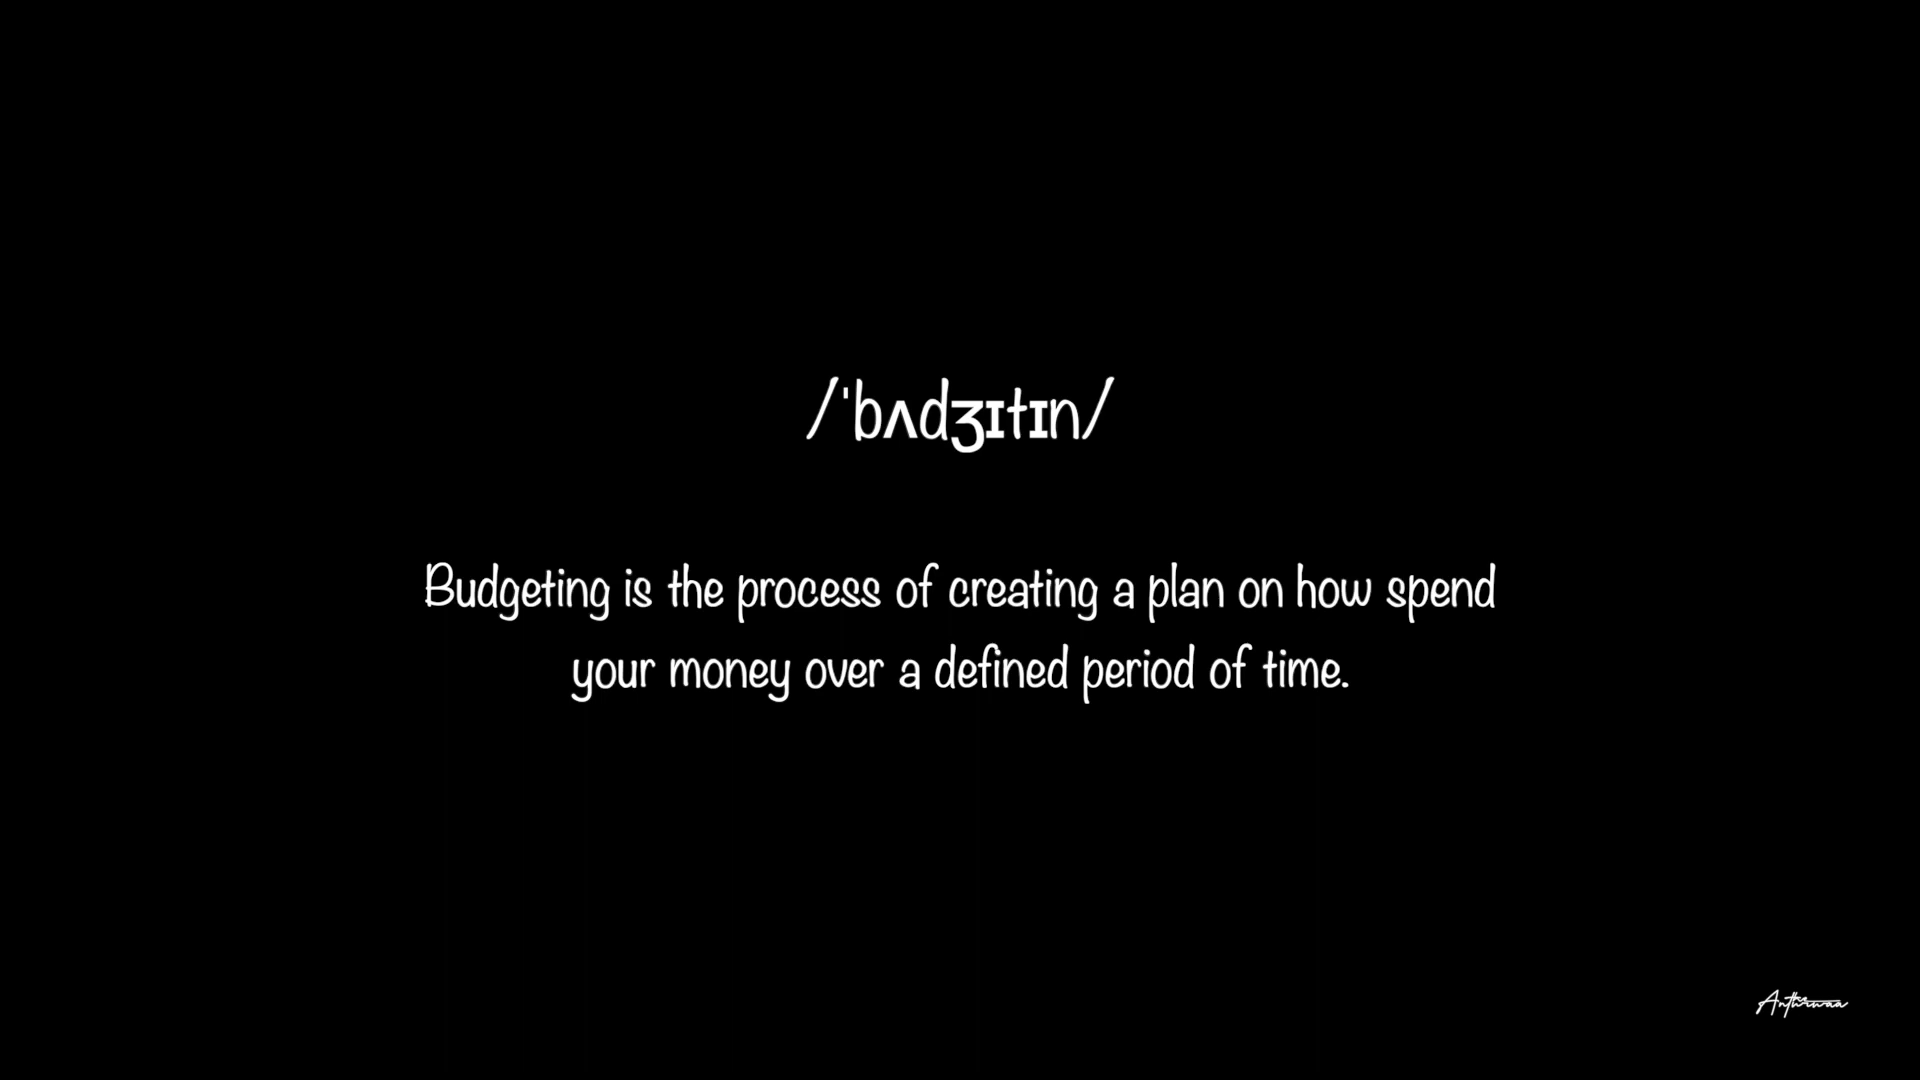 /ˈbʌdʒɪtɪn/
Budgeting is the process of creating a plan on how spend
your money over a defined period of time.